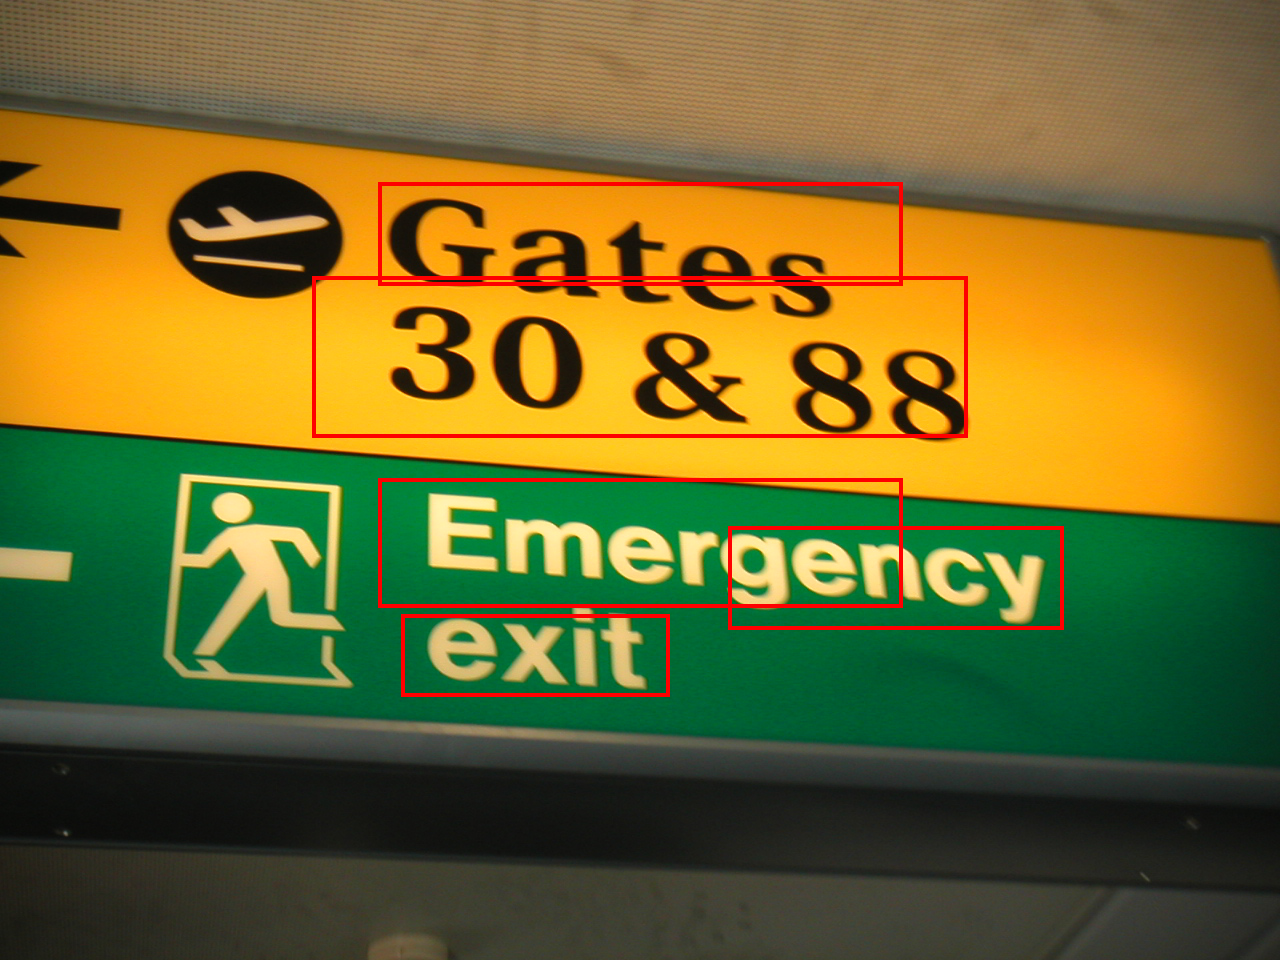 Gates
30 & 88
Emergency
exit